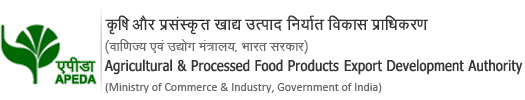 एपीडा
APEDA
कृषि और प्रसंस्कृत खाद्य उत्पाद निर्यात विकास प्राधिकरण
(वाणिज्य एवं उद्योग मंत्रालय, भारत सरकार)
Agricultural & Processed Food Products Export Development Authority
(Ministry of Commerce & Industry, Government of India)